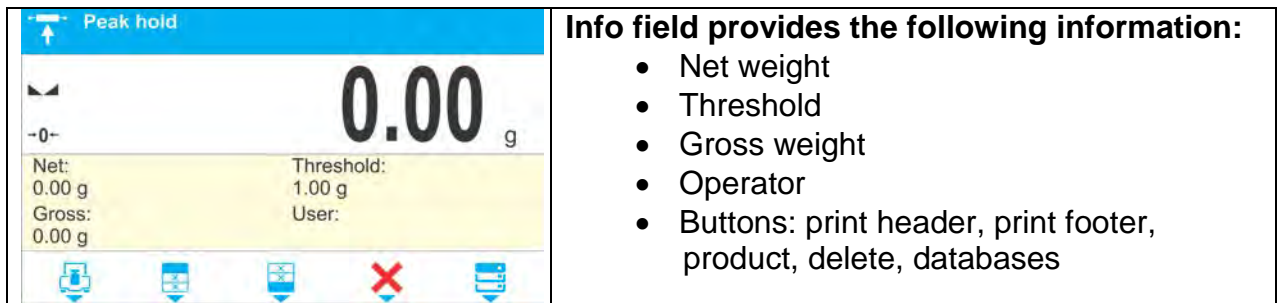 Peak hold
→0←
0.00 g
Net:
0.00 g
Threshold:
1.00 g
Gross:
0.00 g
User:
Info field provides the following information:
• Net weight
• Threshold
• Gross weight
• Operator
• Buttons: print header, print footer,
product, delete, databases